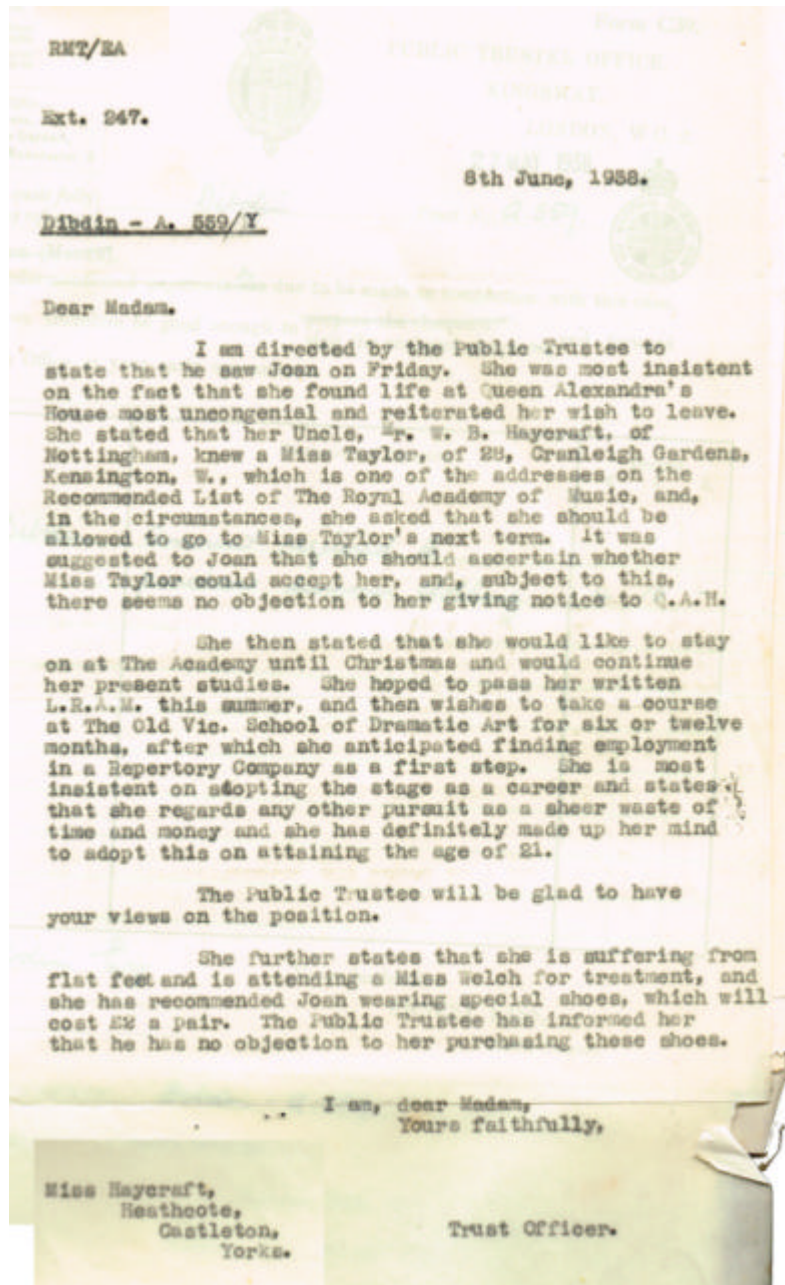 RMT/EA
Ext. 247.
8th June, 1938.
Dibdin - A. 559/Y
Dear Madam.
I am directed by the Public Trustee to
state that he saw Joan on Friday. She was most insistent
on the fact that she found life at Queen Alexandra's
House most uncongenial and reiterated her wish to leave.
She stated that her Uncle, Mr. W. B. Haycraft, of
Nottingham, knew a Miss Taylor, of 28, Cranleigh Gardens,
Kensington, W., which is one of the addresses on the
Recommended List of The Royal Academy of Music, and,
in the circumstances, she asked that she should be
allowed to go to Miss Taylor's next term. It was
suggested to Joan that she should ascertain whether
Miss Taylor could accept her, and, subject to this,
there seems no objection to her giving notice to Q.A.H.
She then stated that she would like to stay
on at The Academy until Christmas and would continue
her present studies. She hoped to pass her written
L.R.A.M. this summer, and then wishes to take a course
at The Old Vic. School of Dramatic Art for six or twelve
months, after which she anticipated finding employment
in a Repertory Company as a first step. She is most
insistent on adopting the stage as a career and states
that she regards any other pursuit as a sheer waste of
time and money and she has definitely made up her mind
to adopt this on attaining the age of 21.
The Public Trustee will be glad to have
your views on the position.
She further states that she is suffering from
flat feet and is attending a Miss Welch for treatment, and
she has recommended Joan wearing special shoes, which will
cost £2 a pair. The Public Trustee has informed her
that he has no objection to her purchasing these shoes.
I am, dear Madam,
Yours faithfully,
Miss Haycraft,
Heathcote,
Castleton,
Yorks.
Trust Officer.